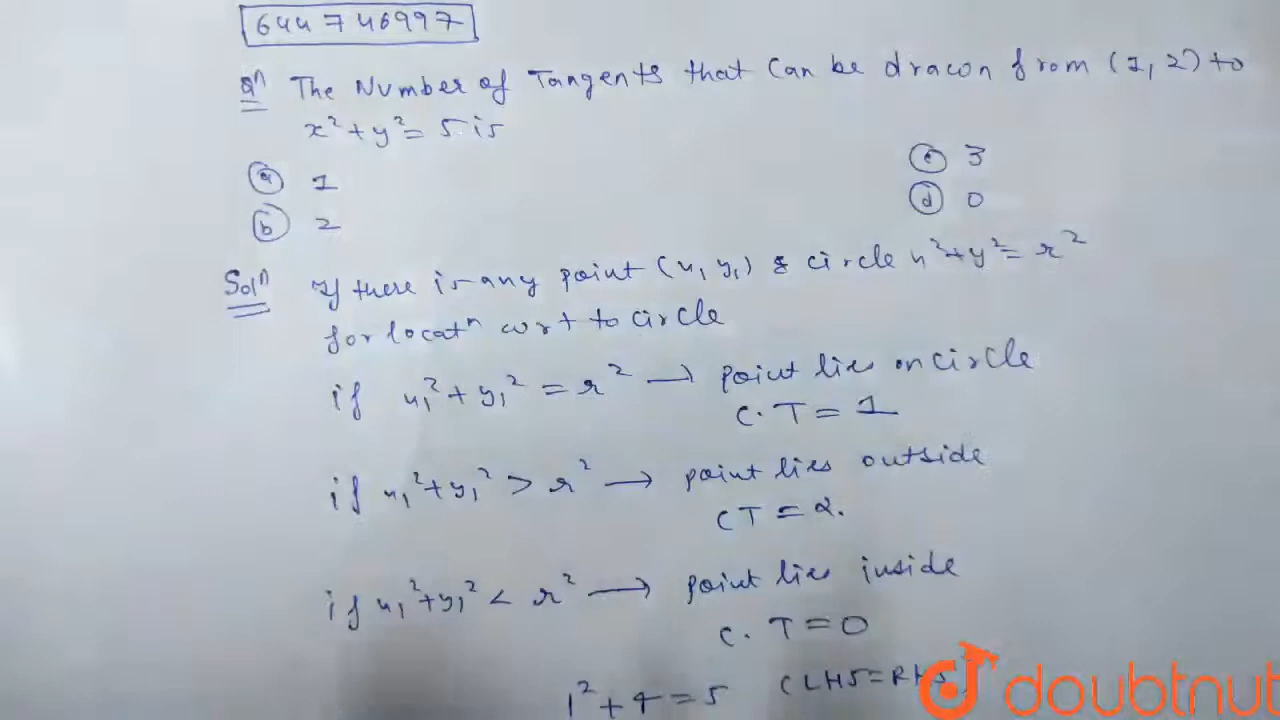 6447 46997
Qn The Number of Tangents that can be drawn from (1, 2) to
x²+y²= 5 is
(a) 1
(c) 3
(b) 2
(d) 0
Solⁿ If there is any point (x₁ y₁) & circle x²+y²= r²
for locatⁿ wrt to circle
if x₁²+y₁² = r² → point lies on circle
C. T = 1
if x₁²+y₁² > r² → point lies outside
CT = 2.
if x₁²+y₁² < r² → point lies inside
C. T = 0
1²+4=5 (LHS=RHS)
doubtnut